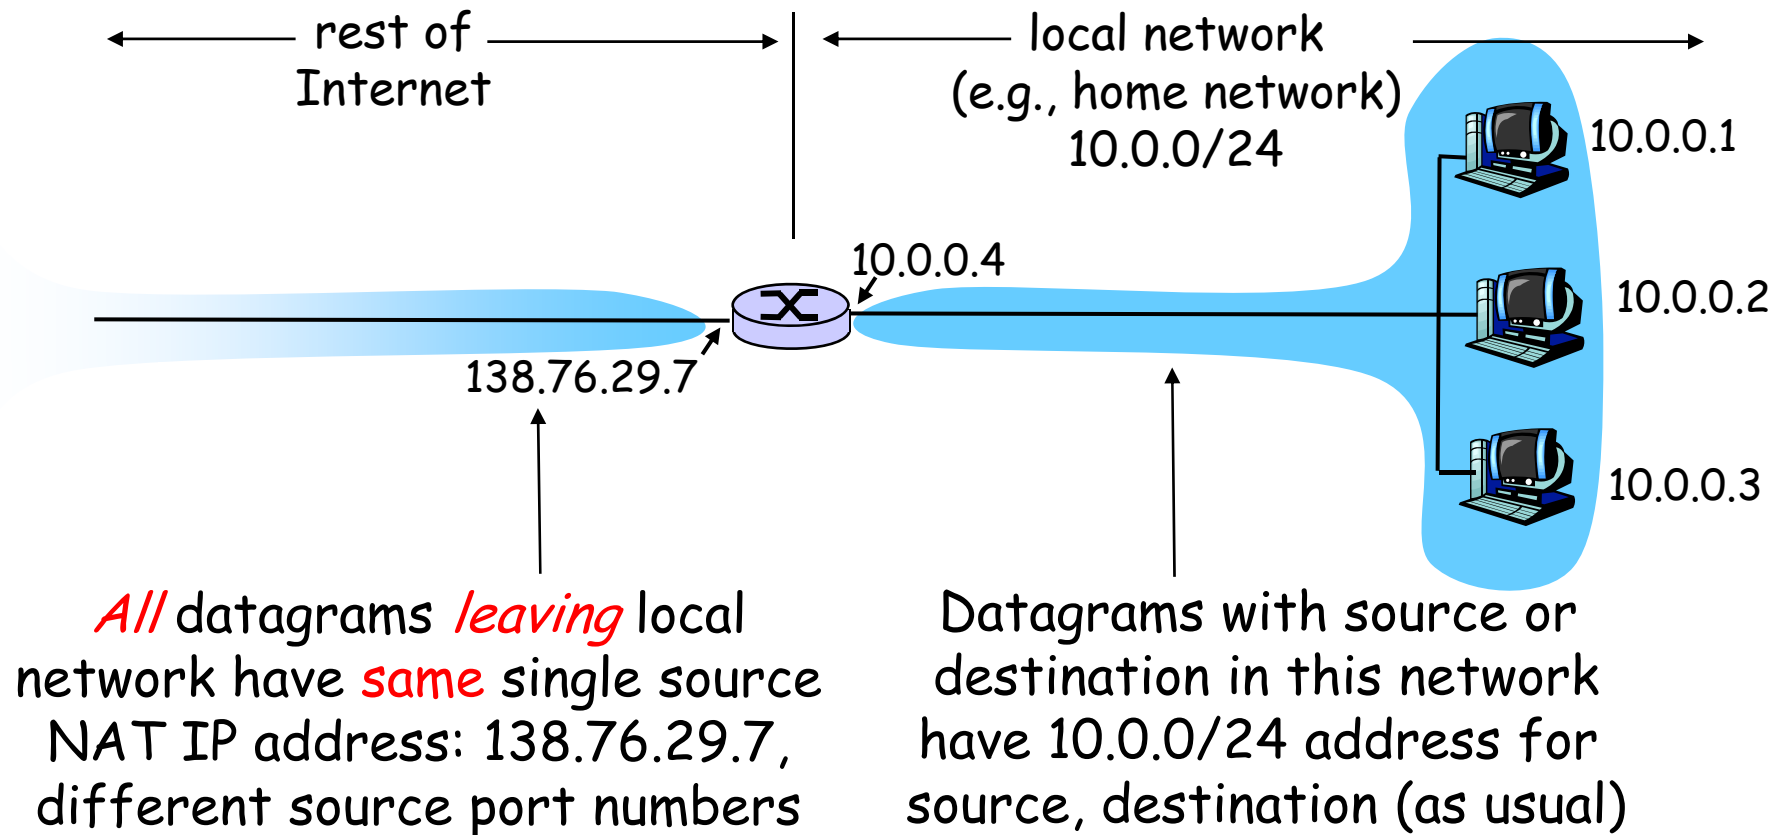 rest of
Internet
local network
(e.g., home network)
10.0.0/24
10.0.0.1
10.0.0.4
10.0.0.2
138.76.29.7
10.0.0.3
All datagrams leaving local
network have same single source
NAT IP address: 138.76.29.7,
different source port numbers
Datagrams with source or
destination in this network
have 10.0.0/24 address for
source, destination (as usual)